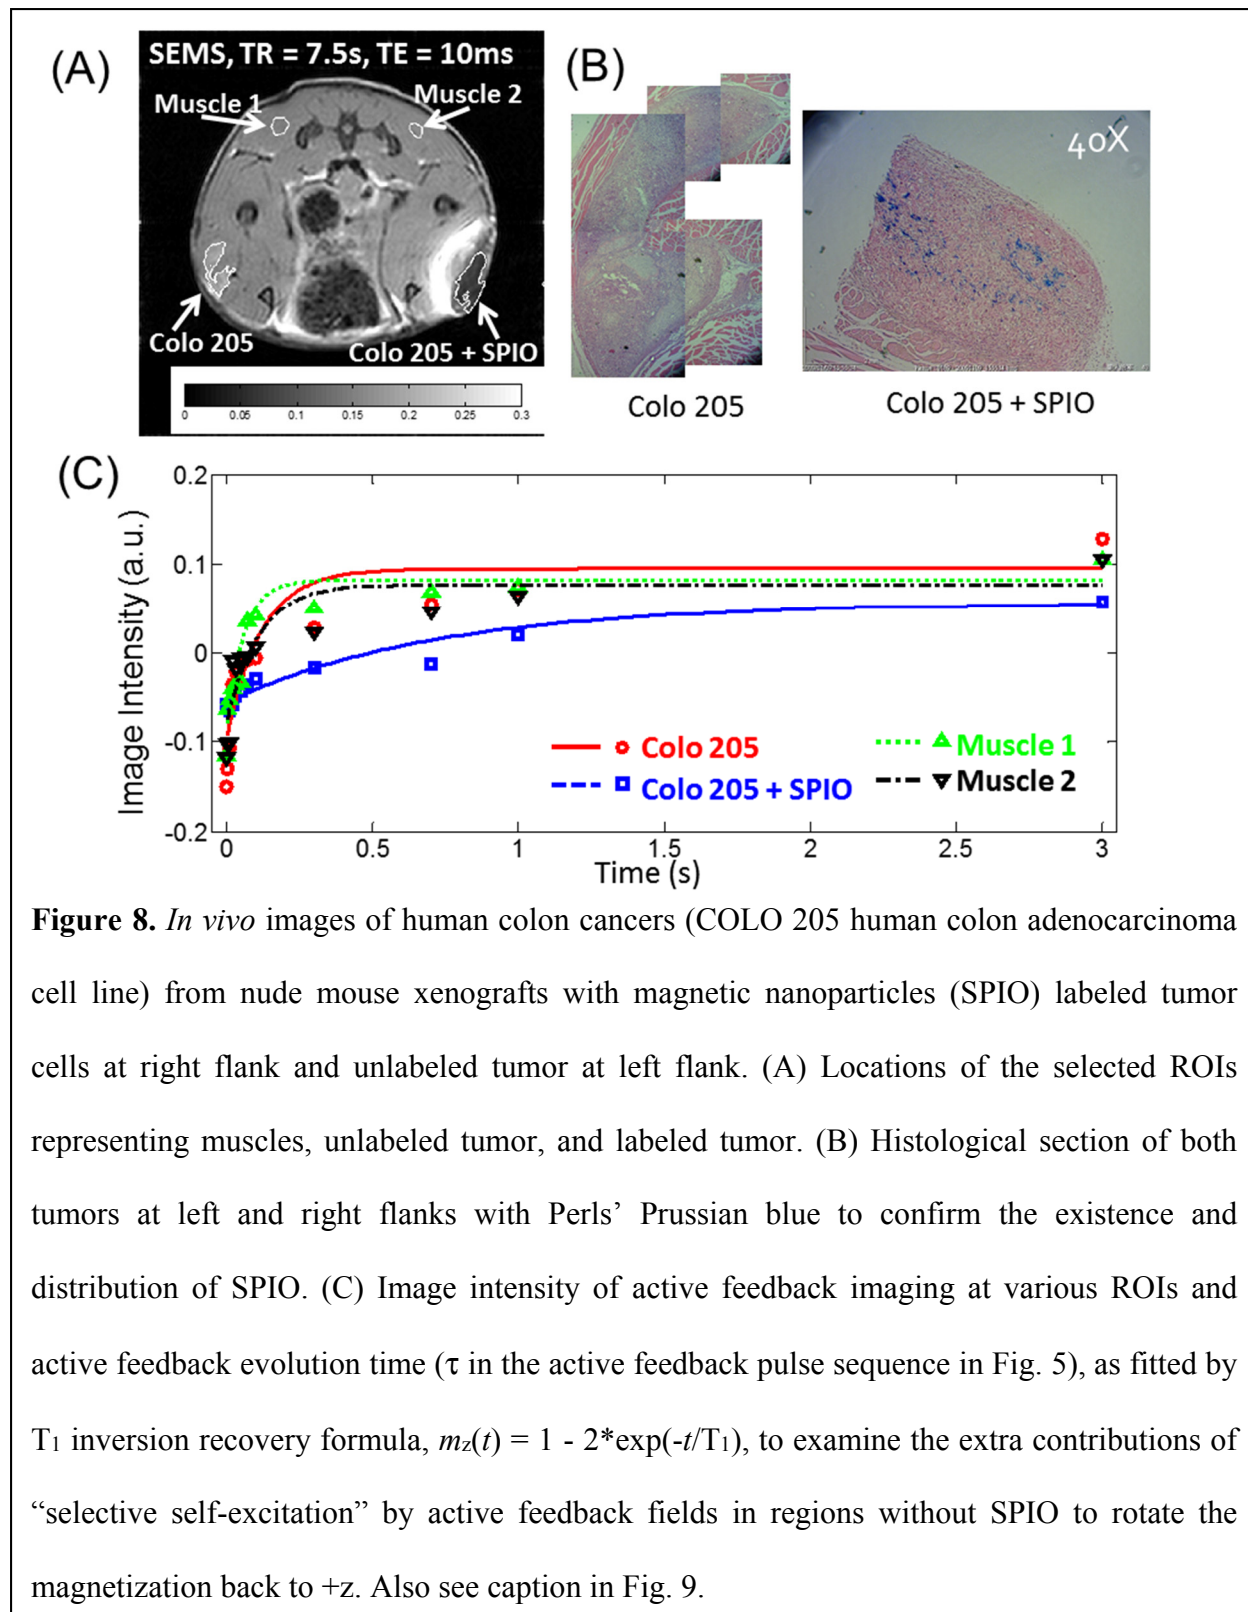 (A)
SEMS, TR = 7.5s, TE = 10ms
Muscle 1
Muscle 2
Colo 205
Colo 205 + SPIO
0 0.05 0.1 0.15 0.2 0.25 0.3
(B)
40X
Colo 205
Colo 205 + SPIO
(C)
Image Intensity (a.u.)
0.2
0.1
0
-0.1
-0.2
Colo 205
Colo 205 + SPIO
Muscle 1
Muscle 2
0 0.5 1 1.5 2 2.5 3
Time (s)
Figure 8. In vivo images of human colon cancers (COLO 205 human colon adenocarcinoma
cell line) from nude mouse xenografts with magnetic nanoparticles (SPIO) labeled tumor
cells at right flank and unlabeled tumor at left flank. (A) Locations of the selected ROIs
representing muscles, unlabeled tumor, and labeled tumor. (B) Histological section of both
tumors at left and right flanks with Perls’ Prussian blue to confirm the existence and
distribution of SPIO. (C) Image intensity of active feedback imaging at various ROIs and
active feedback evolution time (τ in the active feedback pulse sequence in Fig. 5), as fitted by
T1 inversion recovery formula, mz(t) = 1 - 2*exp(-t/T1), to examine the extra contributions of
“selective self-excitation” by active feedback fields in regions without SPIO to rotate the
magnetization back to +z. Also see caption in Fig. 9.